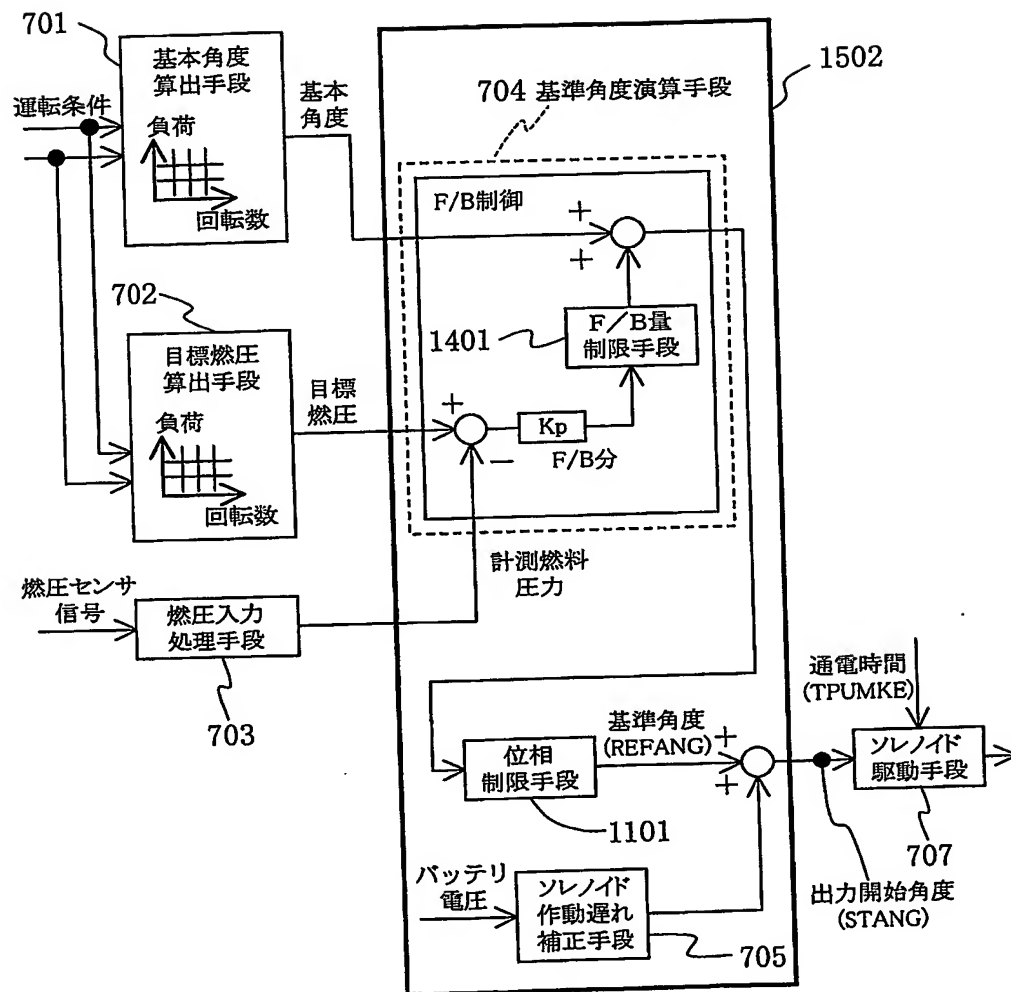 701
基本角度
算出手段
運転条件
負荷
回転数
基本
角度
704 基準角度演算手段
1502
F/B制御
+
+
702
目標燃圧
算出手段
負荷
回転数
目標
燃圧
1401
F/B量
制限手段
+
−
Kp
F/B分
計測燃料
圧力
燃圧センサ
信号
燃圧入力
処理手段
703
通電時間
(TPUMKE)
位相
制限手段
1101
基準角度
(REFANG)
+
+
ソレノイド
駆動手段
707
バッテリ
電圧
ソレノイド
作動遅れ
補正手段
705
出力開始角度
(STANG)